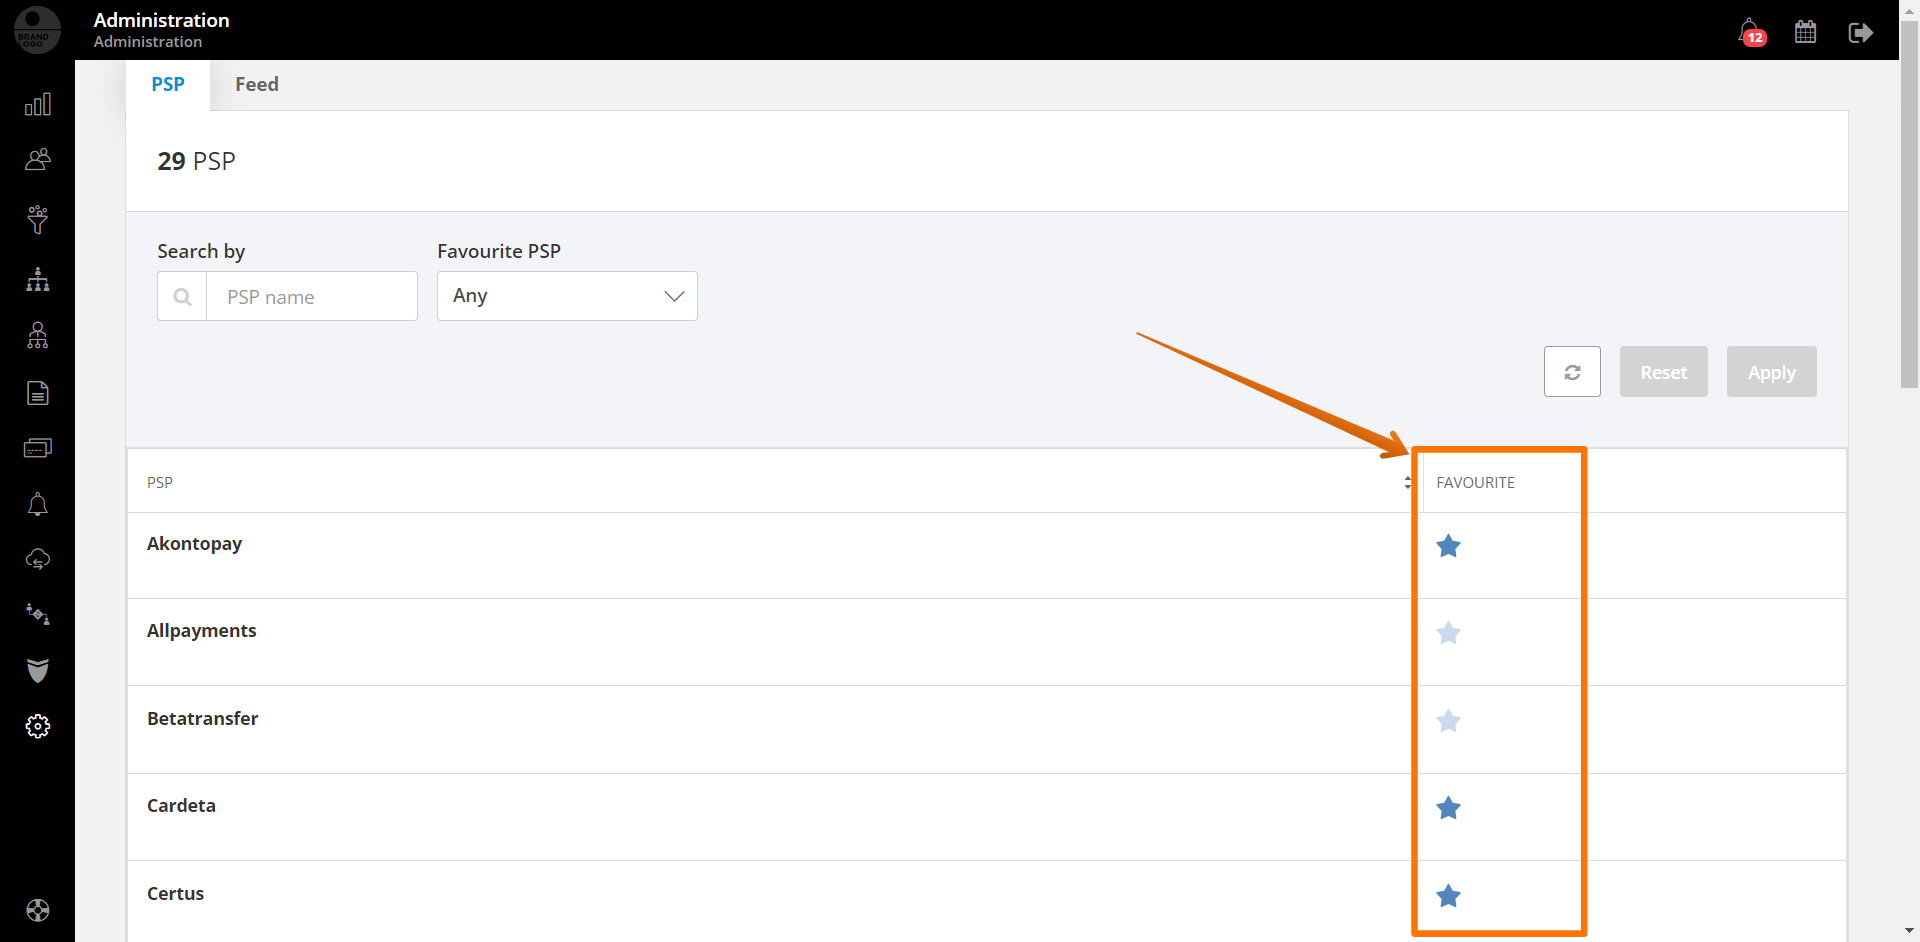 BRAND
LOGO
Administration
Administration
12
PSP
Feed
29 PSP
Search by
Favourite PSP
PSP name
Any
Reset
Apply
PSP
FAVOURITE
Akontopay
Allpayments
Betatransfer
Cardeta
Certus